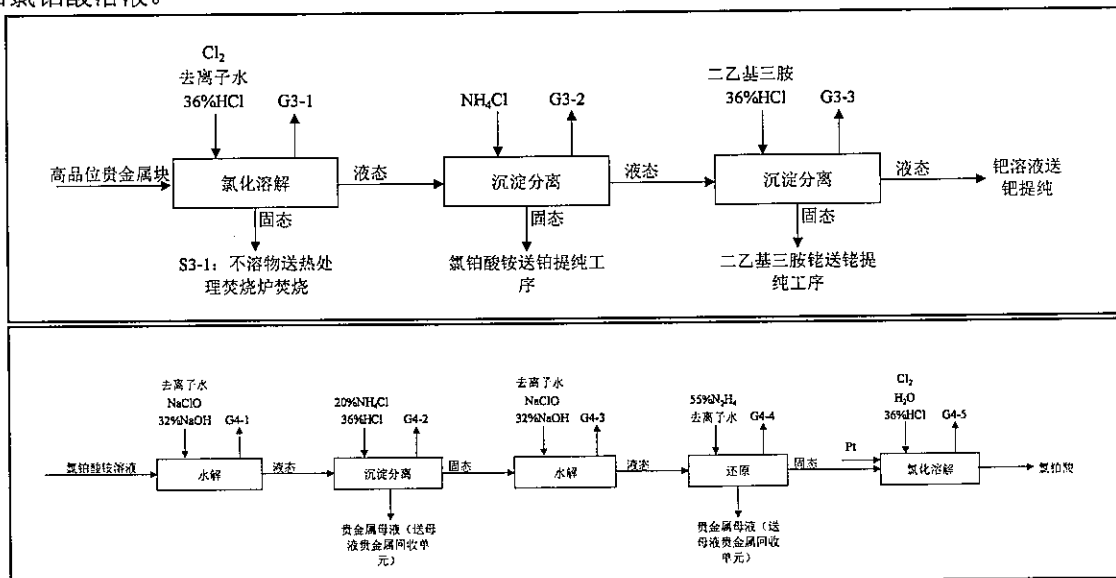 氯铂酸溶液。
Cl₂
去离子水
36%HCl
G3-1
NH₄Cl
G3-2
二乙基三胺
36%HCl
G3-3
高品位贵金属块
氯化溶解
液态
沉淀分离
液态
沉淀分离
液态
钯溶液送
钯提纯
固态
固态
固态
S3-1：不溶物送热处
理焚烧炉焚烧
氯铂酸铵送铂提纯工
序
二乙基三胺铑送铑提
纯工序
去离子水
NaClO
32%NaOH
G4-1
20%NH₄Cl
36%HCl
G4-2
去离子水
NaClO
32%NaOH
G4-3
55%N₂H₄
去离子水
G4-4
Cl₂
H₂O
36%HCl
G4-5
氯铂酸铵溶液
水解
液态
沉淀分离
固态
水解
液态
还原
固态
Pt
氯化溶解
氯铂酸
贵金属母液（送母
液贵金属回收单
元）
贵金属母液（送
母液贵金属回收
单元）